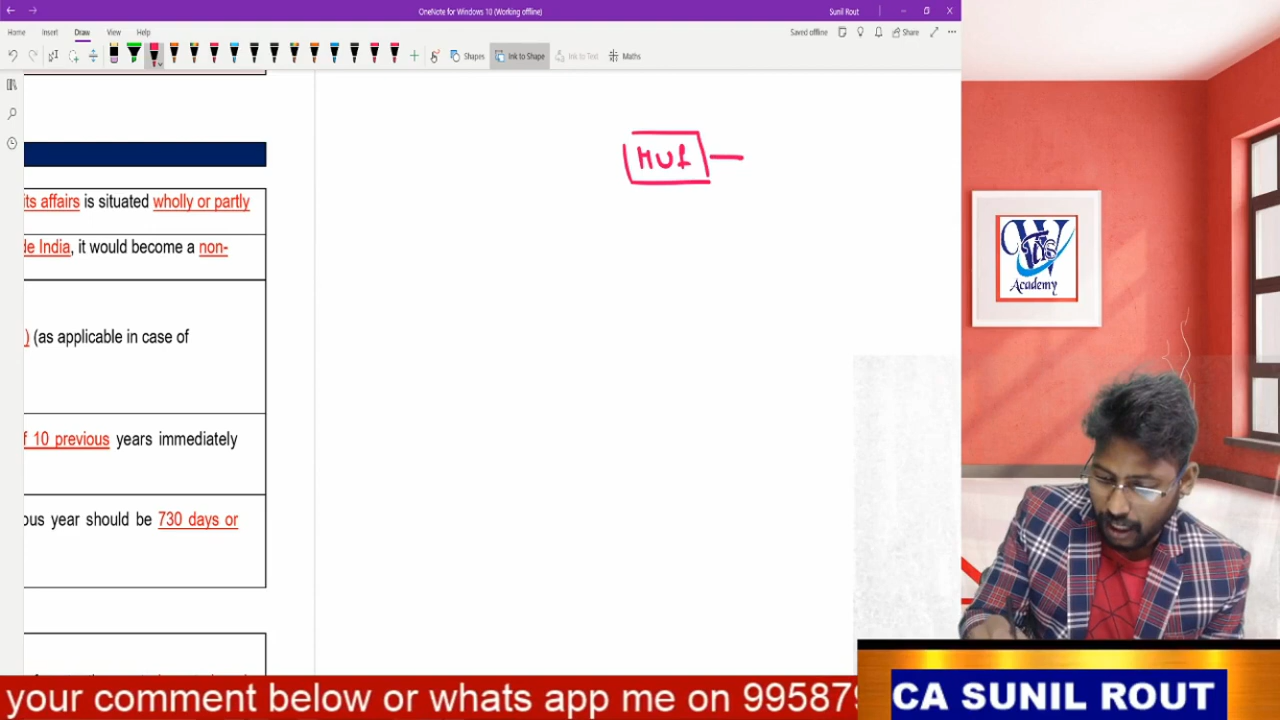 OneNote for Windows 10 (Working offline)
Sunil Rout
Home Insert Draw View Help
Saved offline
Share
Shapes Ink to Shape Ink to Text Maths
HUF
its affairs is situated wholly or partly
de India, it would become a non-
) (as applicable in case of
f 10 previous years immediately
ous year should be 730 days or
Academy
your comment below or whats app me on 995879
CA SUNIL ROUT